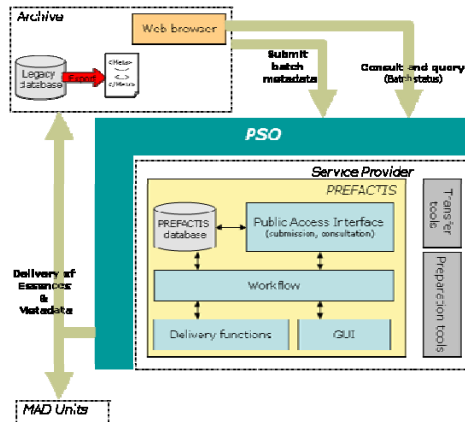 Archive
Web browser
Legacy
database
Export
<Meta>
<>
<>
</Meta>
Submit
batch
metadata
Consult and query
(Batch status)
PSO
Service Provider
PREFACTIS
PREFACTIS
database
Public Access Interface
(submission, consultation)
Transfer
tools
Workflow
Preparation tools
Delivery functions
GUI
Delivery of
Essences
&
Metadata
MAD Units